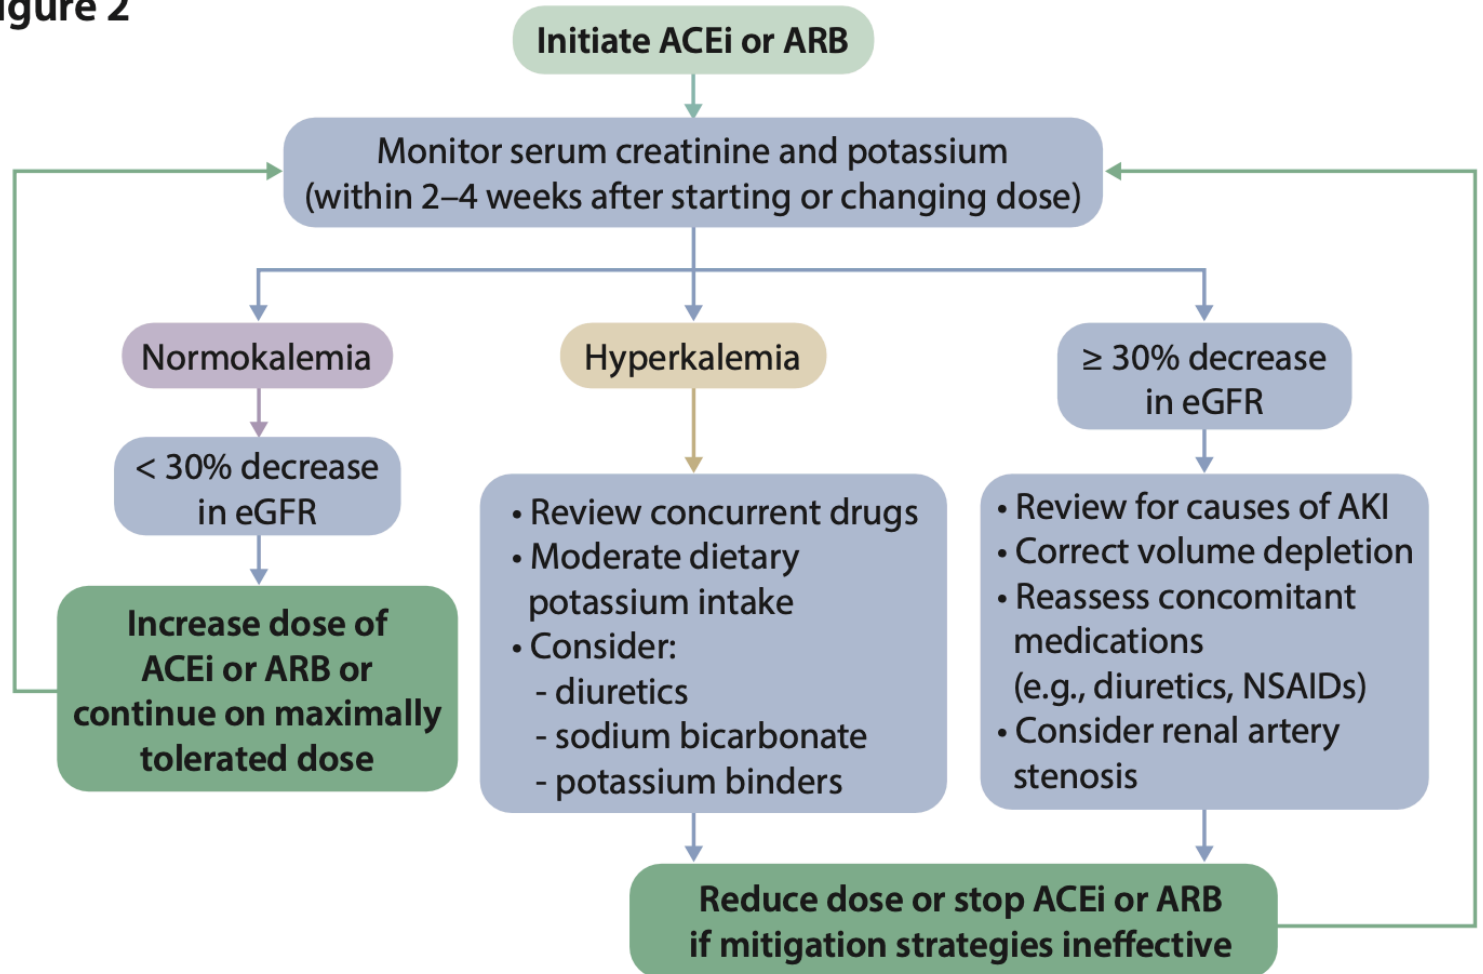 igure 2
Initiate ACEi or ARB
Monitor serum creatinine and potassium
(within 2–4 weeks after starting or changing dose)
Normokalemia
< 30% decrease
in eGFR
Increase dose of
ACEi or ARB or
continue on maximally
tolerated dose
Hyperkalemia
• Review concurrent drugs
• Moderate dietary
potassium intake
• Consider:
- diuretics
- sodium bicarbonate
- potassium binders
≥ 30% decrease
in eGFR
• Review for causes of AKI
• Correct volume depletion
• Reassess concomitant
medications
(e.g., diuretics, NSAIDs)
• Consider renal artery
stenosis
Reduce dose or stop ACEi or ARB
if mitigation strategies ineffective